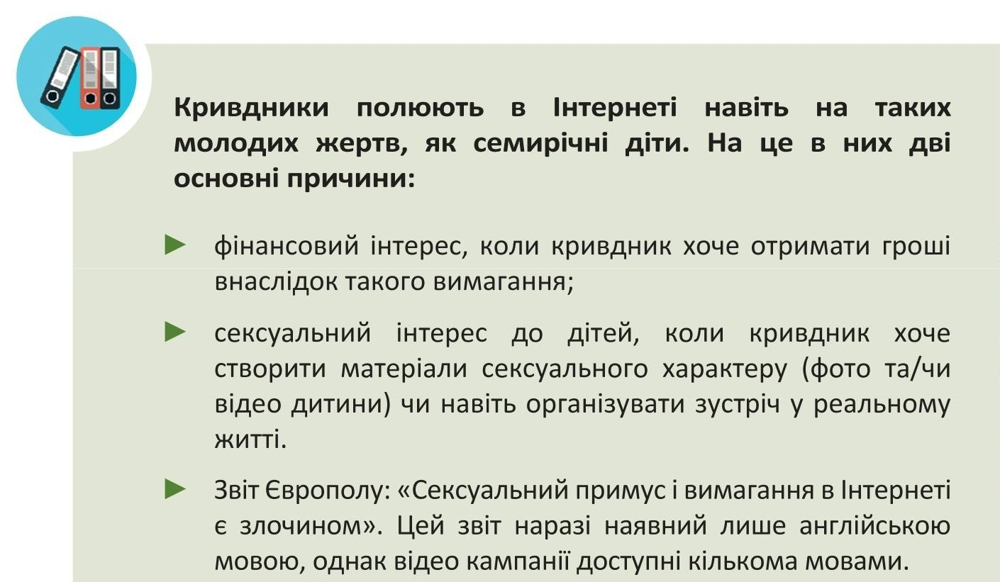 Кривдники полюють в Інтернеті навіть на таких
молодих жертв, як семирічні діти. На це в них дві
основні причини:
► фінансовий інтерес, коли кривдник хоче отримати гроші
внаслідок такого вимагання;
► сексуальний інтерес до дітей, коли кривдник хоче
створити матеріали сексуального характеру (фото та/чи
відео дитини) чи навіть організувати зустріч у реальному
житті.
► Звіт Європолу: «Сексуальний примус і вимагання в Інтернеті
є злочином». Цей звіт наразі наявний лише англійською
мовою, однак відео кампанії доступні кількома мовами.